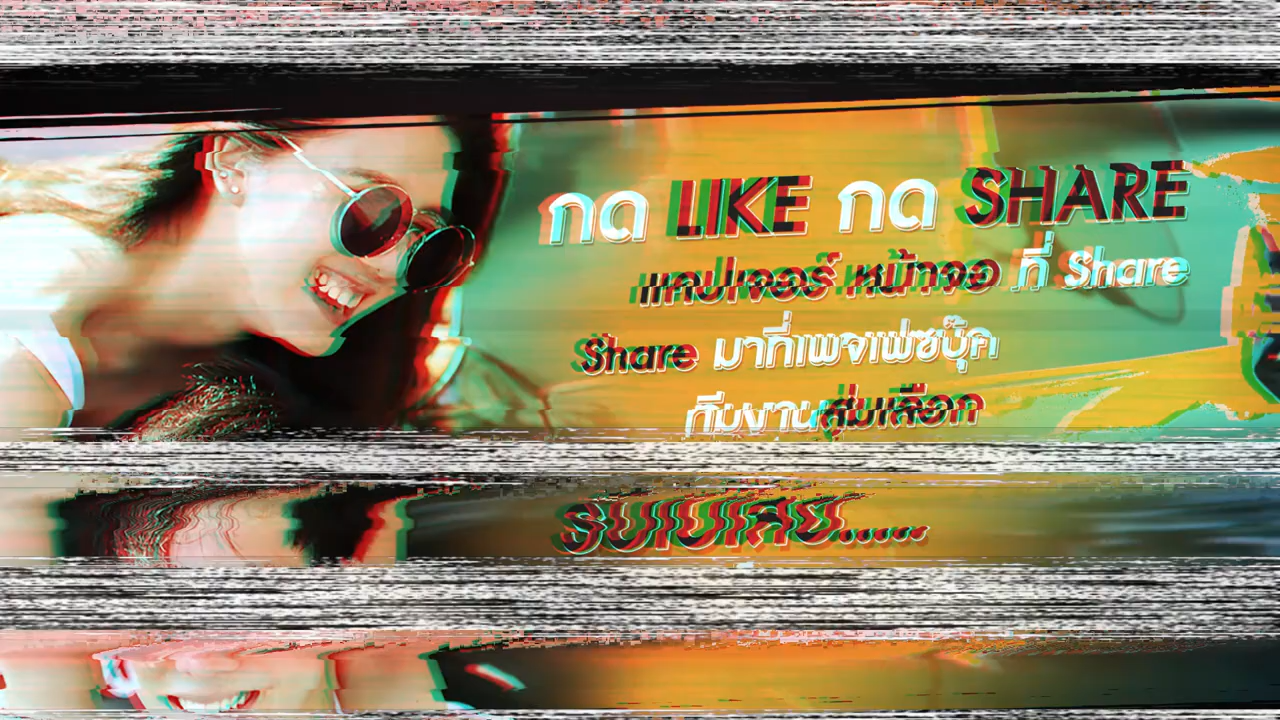 กด LIKE กด SHARE
แคปเจอร์ หน้าจอ ที่ Share
Share มาที่เพจเฟซบุ๊ค
ทีมงานสุ่มเลือก
รับไปเลย.....